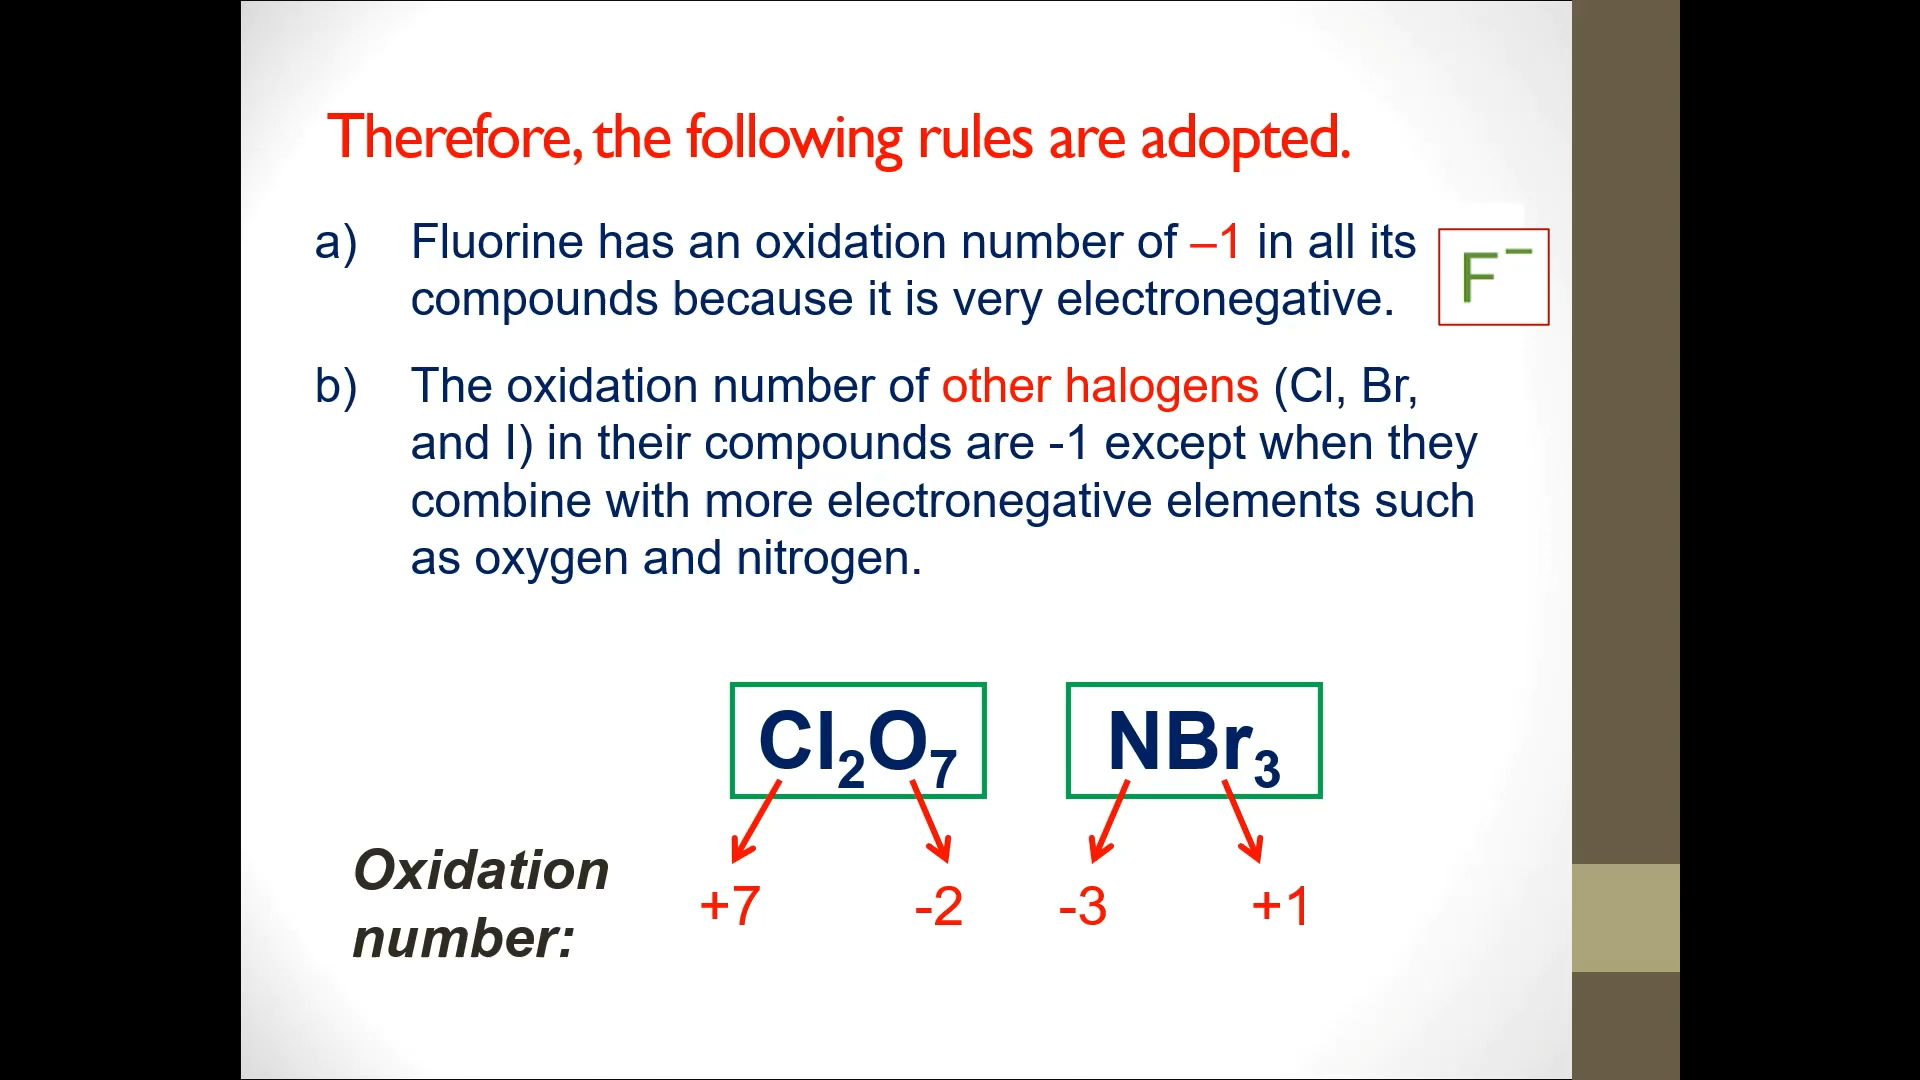 Therefore, the following rules are adopted.
a) Fluorine has an oxidation number of –1 in all its
compounds because it is very electronegative.
F⁻
b) The oxidation number of other halogens (Cl, Br,
and I) in their compounds are -1 except when they
combine with more electronegative elements such
as oxygen and nitrogen.
Cl₂O₇ NBr₃
Oxidation
number:
+7 -2 -3 +1